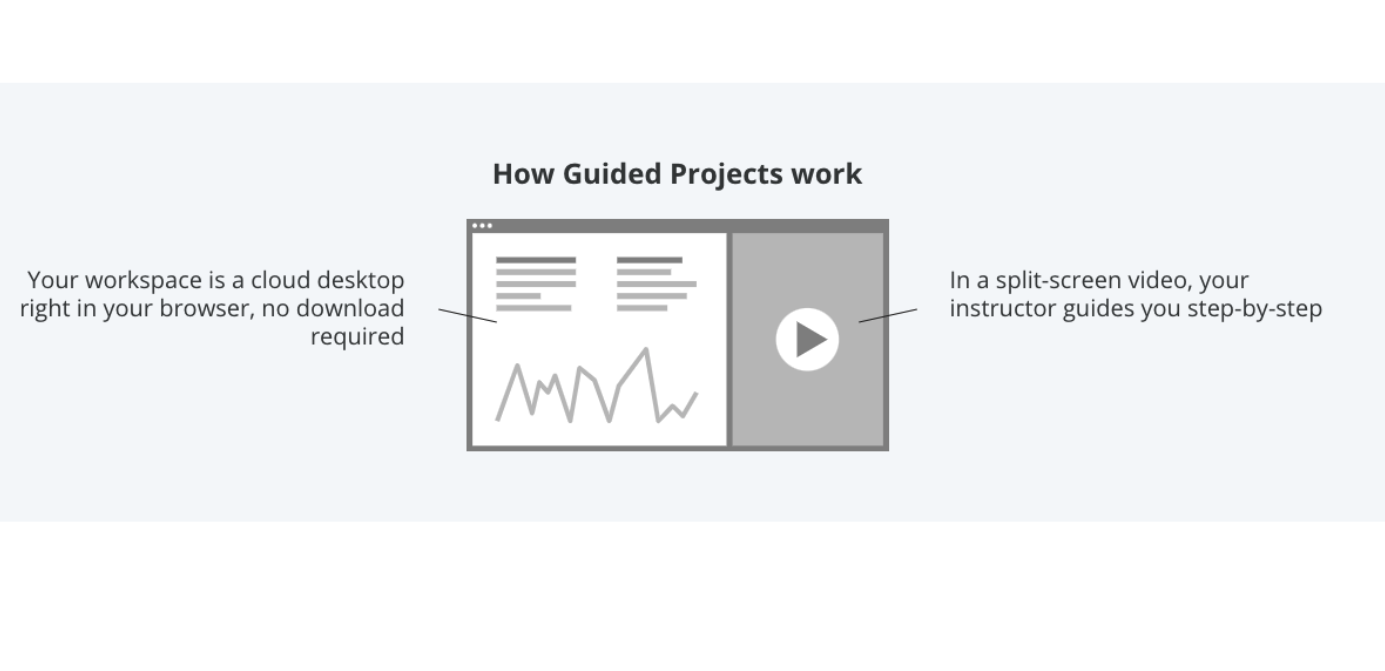 How Guided Projects work
Your workspace is a cloud desktop
right in your browser, no download
required
In a split-screen video, your
instructor guides you step-by-step